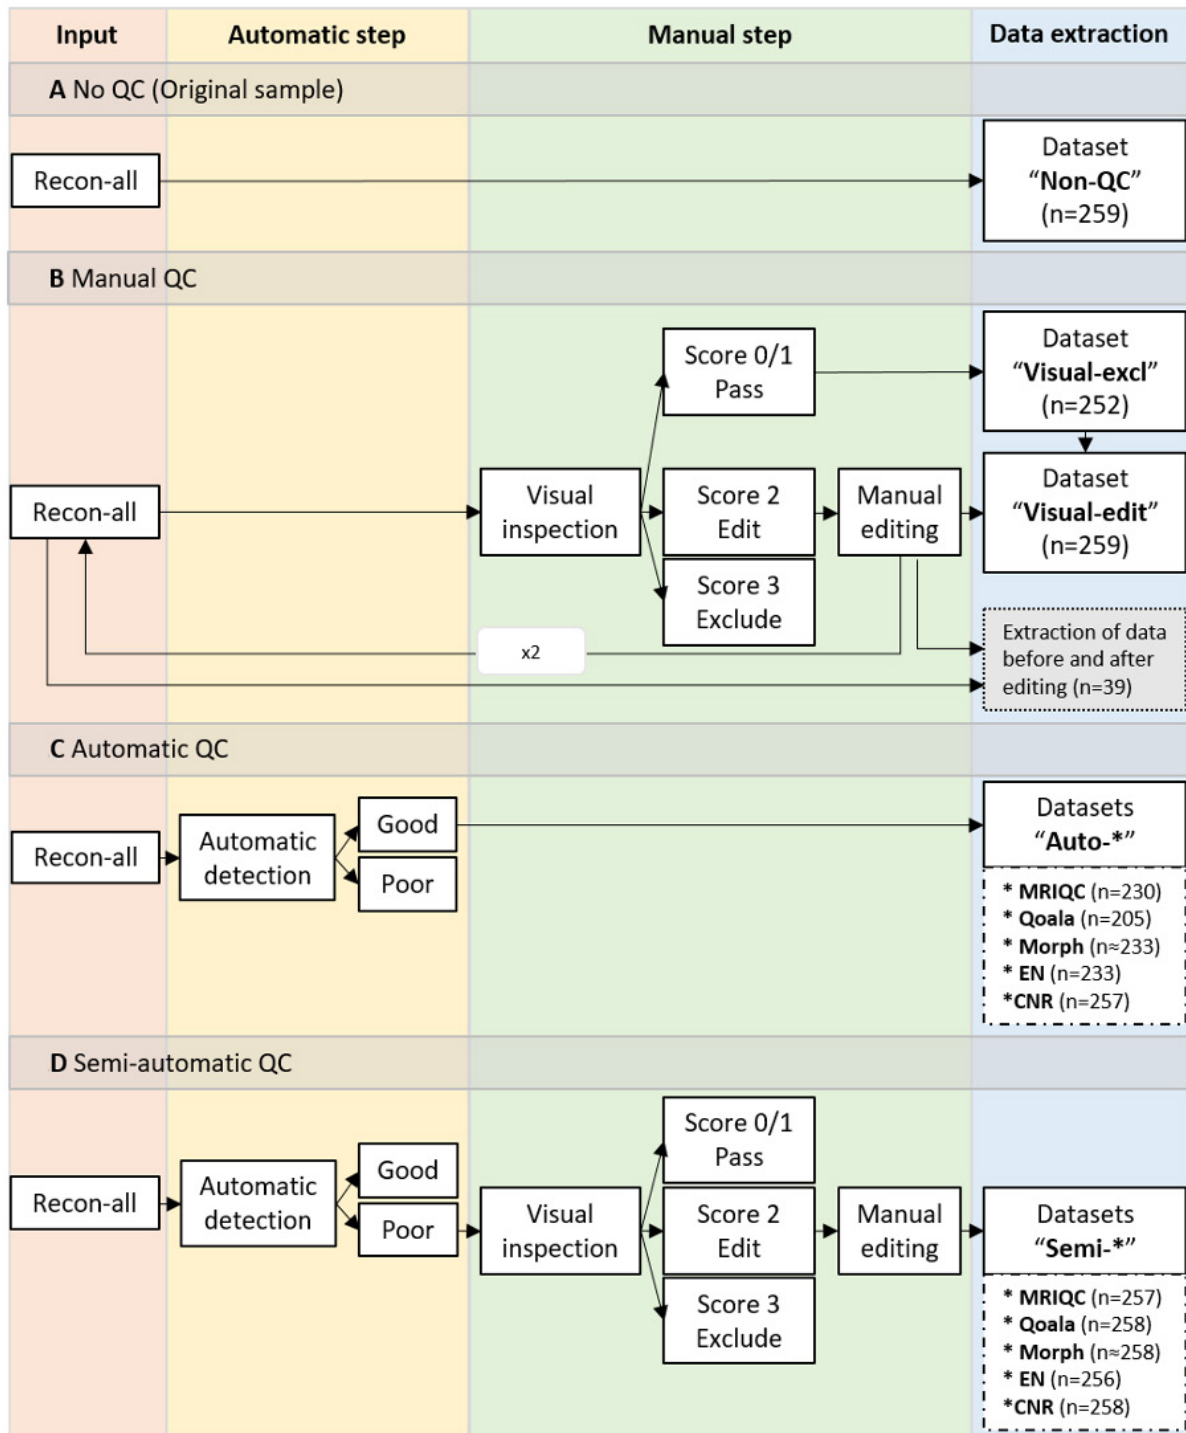 Input
Automatic step
Manual step
Data extraction
A No QC (Original sample)
Recon-all
Dataset
“Non-QC”
(n=259)
B Manual QC
Recon-all
Visual
inspection
Score 0/1
Pass
Score 2
Edit
Score 3
Exclude
Manual
editing
x2
Dataset
“Visual-excl”
(n=252)
Dataset
“Visual-edit”
(n=259)
Extraction of data
before and after
editing (n=39)
C Automatic QC
Recon-all
Automatic
detection
Good
Poor
Datasets
“Auto-*”
* MRIQC (n=230)
* Qoala (n=205)
* Morph (n≈233)
* EN (n=233)
*CNR (n=257)
D Semi-automatic QC
Recon-all
Automatic
detection
Good
Poor
Visual
inspection
Score 0/1
Pass
Score 2
Edit
Score 3
Exclude
Manual
editing
Datasets
“Semi-*”
* MRIQC (n=257)
* Qoala (n=258)
* Morph (n≈258)
* EN (n=256)
*CNR (n=258)